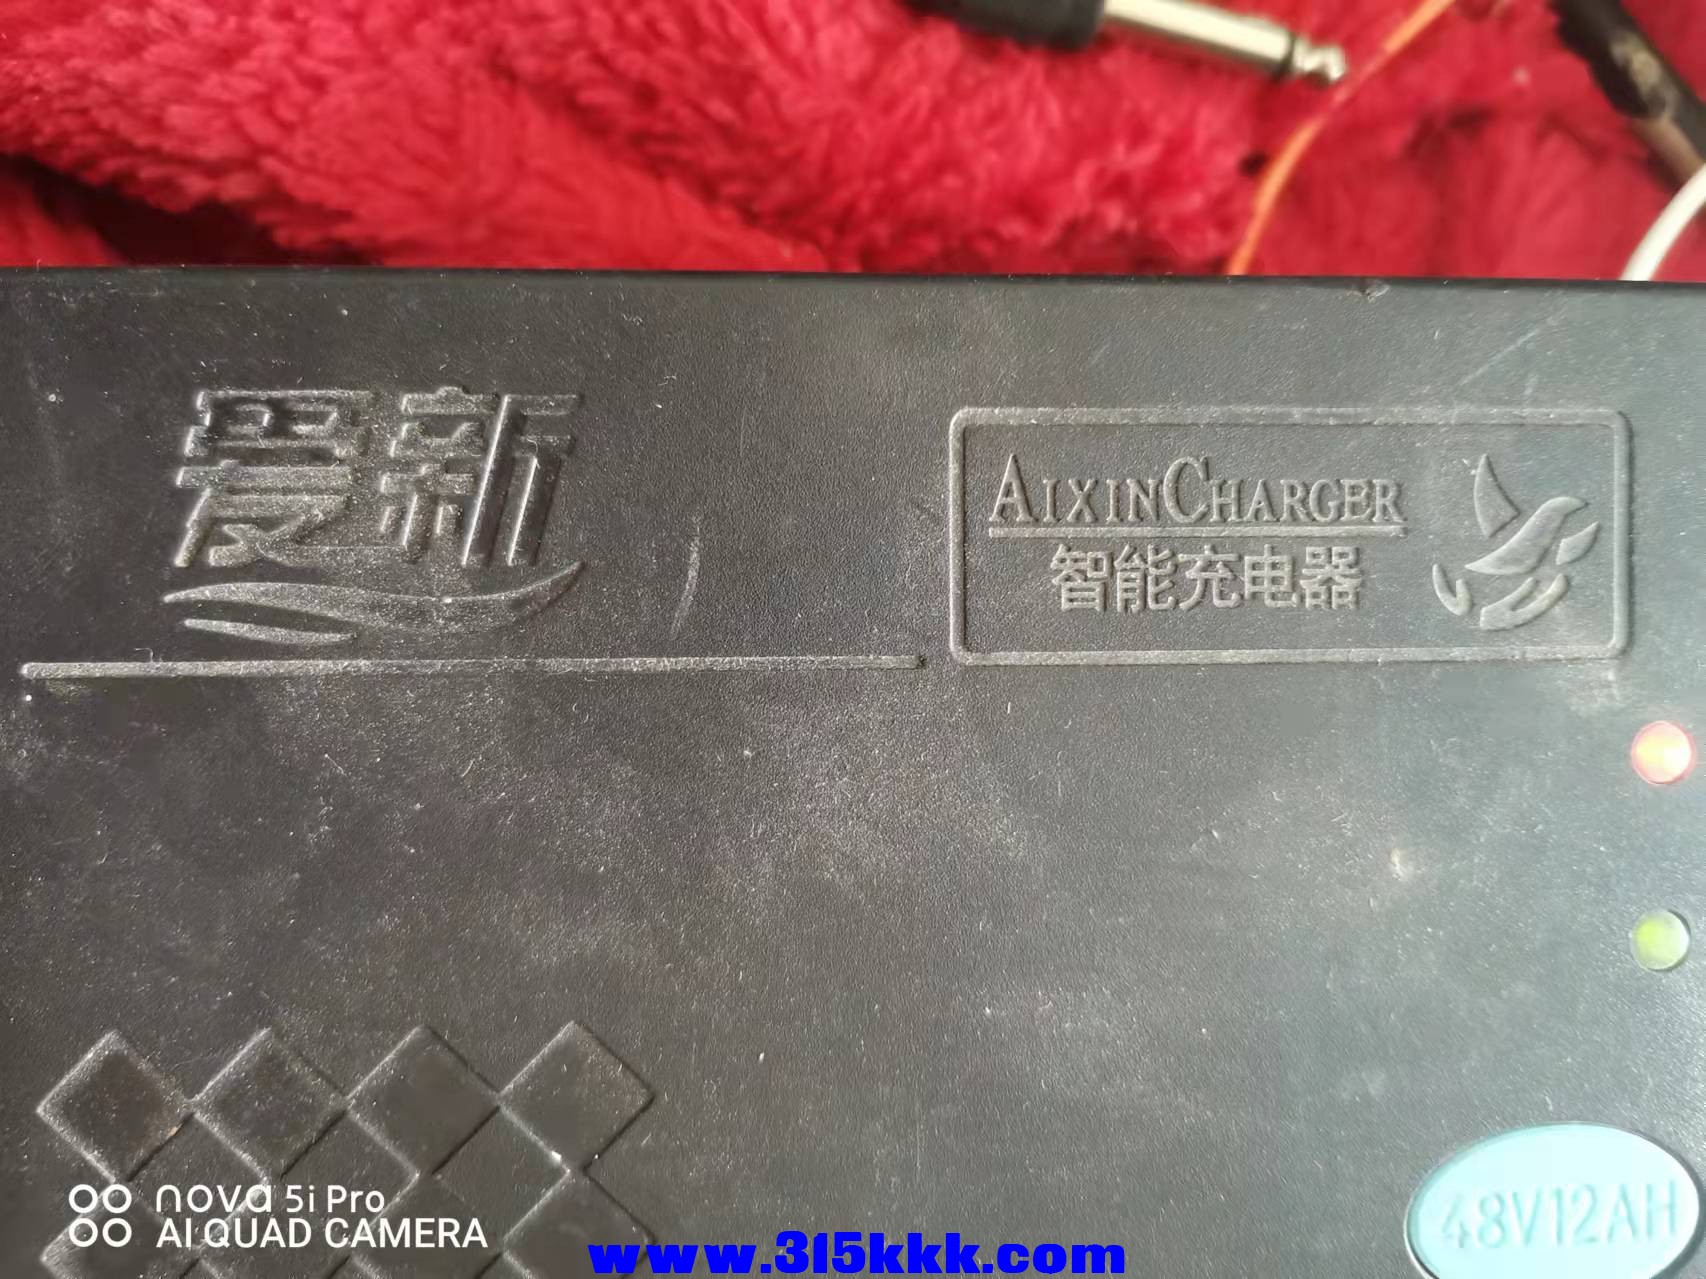 爱新
AIXINCHARGER
智能充电器
48V12AH
nova 5i Pro
AI QUAD CAMERA
www.315kkk.com